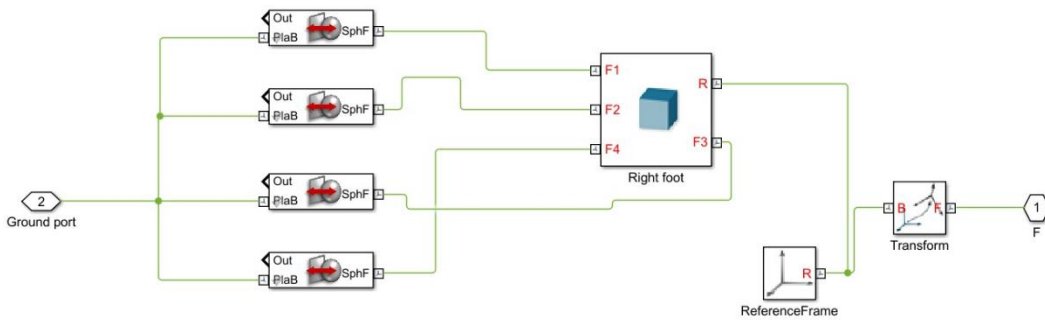 Out
PlaB
SphF
Out
PlaB
SphF
Out
PlaB
SphF
Out
PlaB
SphF
2
Ground port
F1
F2
F4
R
F3
Right foot
B
F
Transform
1
F
R
ReferenceFrame